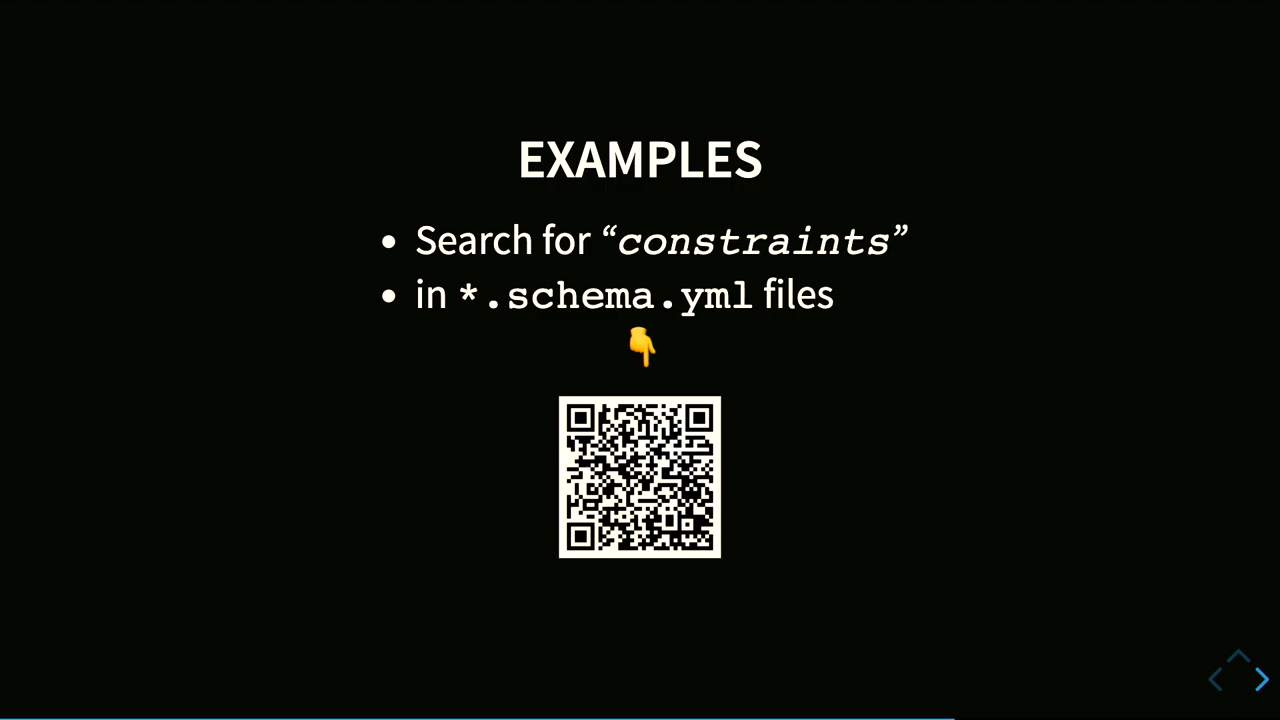 EXAMPLES
Search for “constraints”
in *.schema.yml files